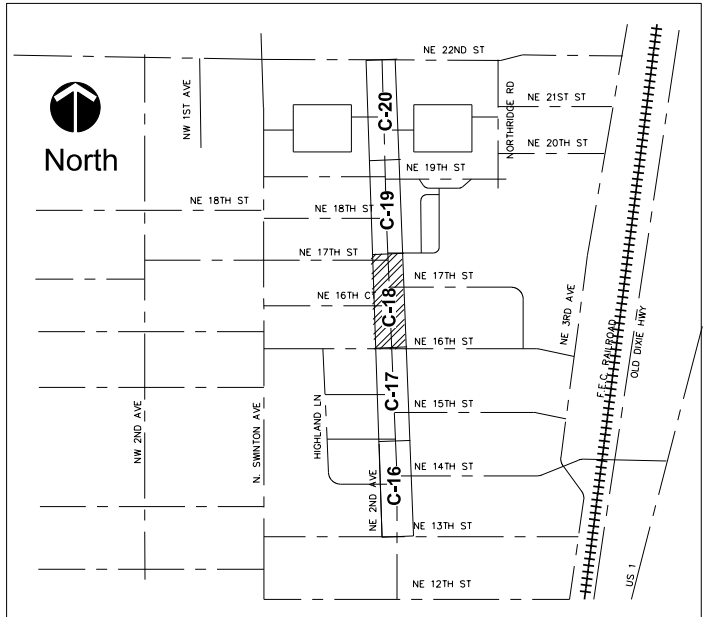 NE 22ND ST
NW 1ST AVE
C-20
NORTHRIDGE RD
NE 21ST ST
NE 20TH ST
North
NE 19TH ST
NE 18TH ST
NE 18TH ST
C-19
NE 17TH ST
NE 17TH ST
NE 16TH C
C-18
NE 3RD AVE
F.E.C. RAILROAD
OLD DIXIE HWY
NE 16TH ST
C-17
HIGHLAND LN
NE 15TH ST
NW 2ND AVE
N. SWINTON AVE
NE 14TH ST
NE 2ND AVE
C-16
NE 13TH ST
NE 12TH ST
US 1